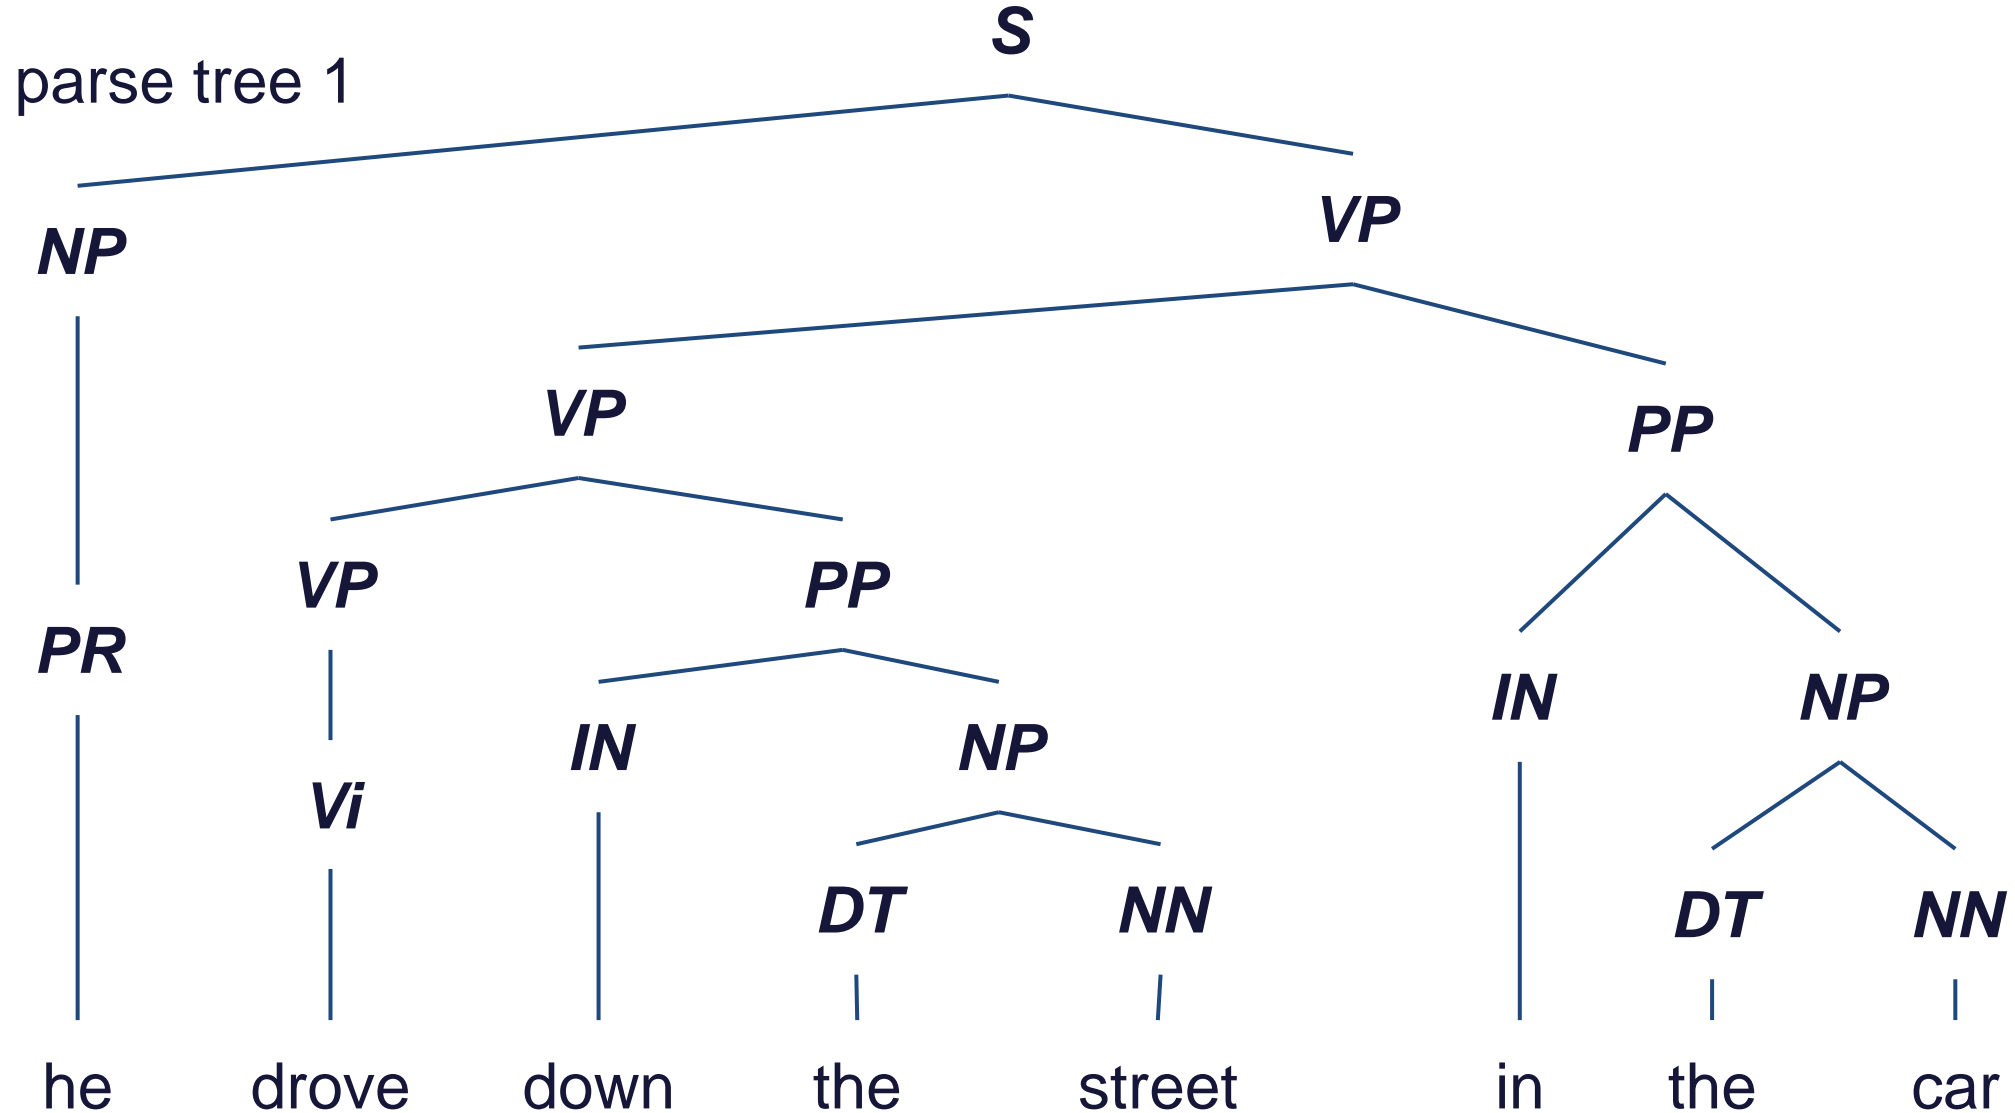 S
parse tree 1
VP
NP
VP
PP
VP PP
PR
IN NP
IN NP
Vi
DT NN
DT NN
he drove down the street in the car